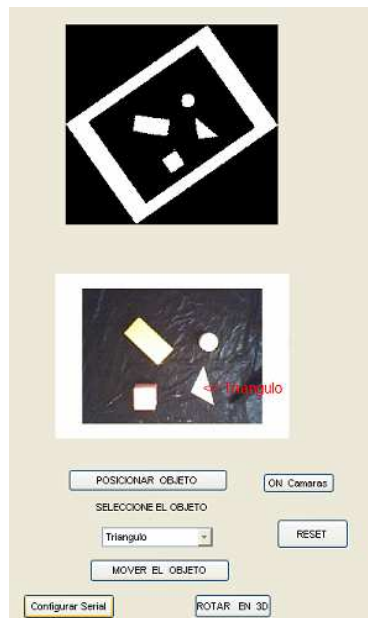 << Triangulo
POSICIONAR OBJETO
ON Camaras
SELECCIONE EL OBJETO
Triangulo
RESET
MOVER EL OBJETO
Configurar Serial
ROTAR EN 3D